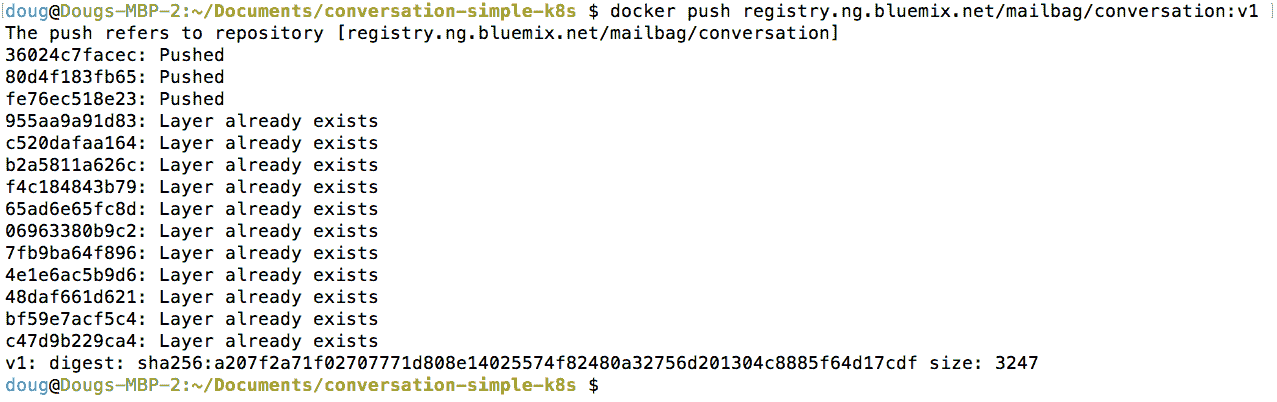 doug@Dougs-MBP-2:~/Documents/conversation-simple-k8s $ docker push registry.ng.bluemix.net/mailbag/conversation:v1
The push refers to repository [registry.ng.bluemix.net/mailbag/conversation]
36024c7facec: Pushed
80d4f183fb65: Pushed
fe76ec518e23: Pushed
955aa9a91d83: Layer already exists
c520dafaa164: Layer already exists
b2a5811a626c: Layer already exists
f4c184843b79: Layer already exists
65ad6e65fc8d: Layer already exists
06963380b9c2: Layer already exists
7fb9ba64f896: Layer already exists
4e1e6ac5b9d6: Layer already exists
48daf661d621: Layer already exists
bf59e7acf5c4: Layer already exists
c47d9b229ca4: Layer already exists
v1: digest: sha256:a207f2a71f02707771d808e14025574f82480a32756d201304c8885f64d17cdf size: 3247
doug@Dougs-MBP-2:~/Documents/conversation-simple-k8s $